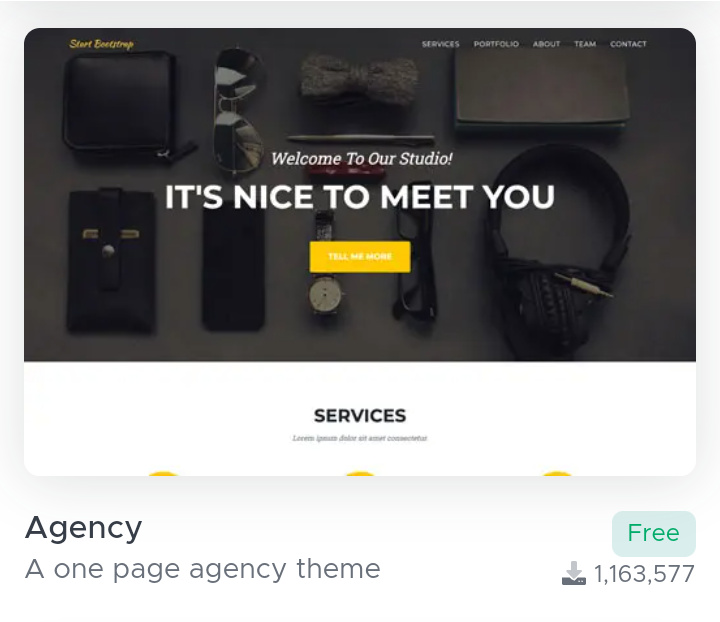 Start Bootstrap
SERVICES PORTFOLIO ABOUT TEAM CONTACT
Welcome To Our Studio!
IT'S NICE TO MEET YOU
TELL ME MORE
SERVICES
Lorem ipsum dolor sit amet consectetur
Agency
Free
A one page agency theme
1,163,577